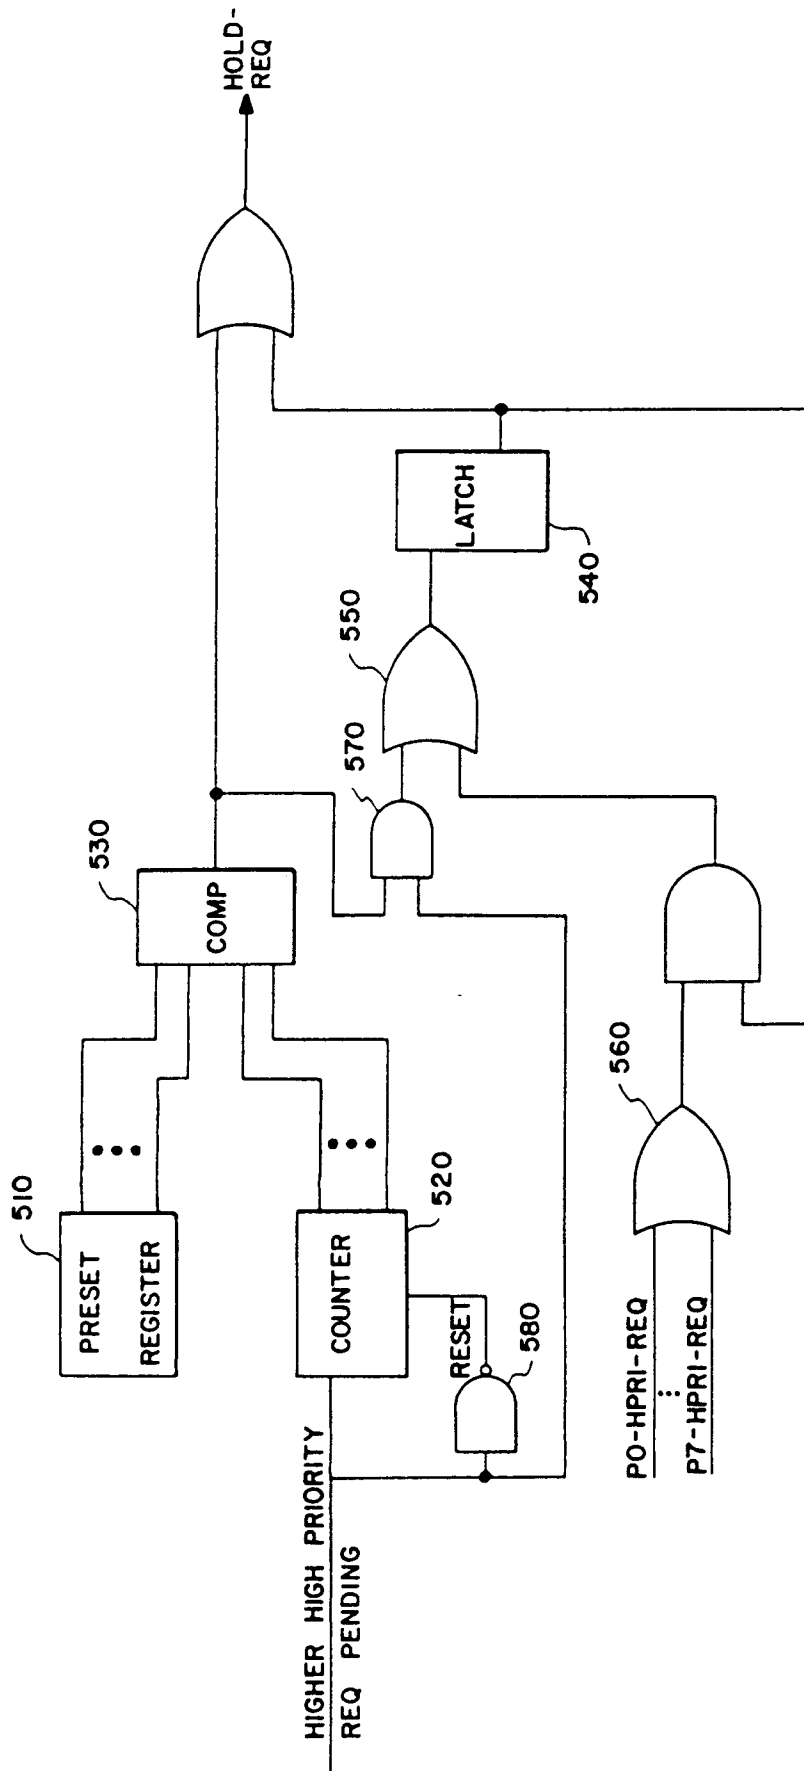 510
PRESET
REGISTER
530
COMP
HOLD-
REQ
HIGHER HIGH PRIORITY
REQ PENDING
COUNTER
520
RESET
580
570
550
LATCH
540
P0-HPRI-REQ
P7-HPRI-REQ
560